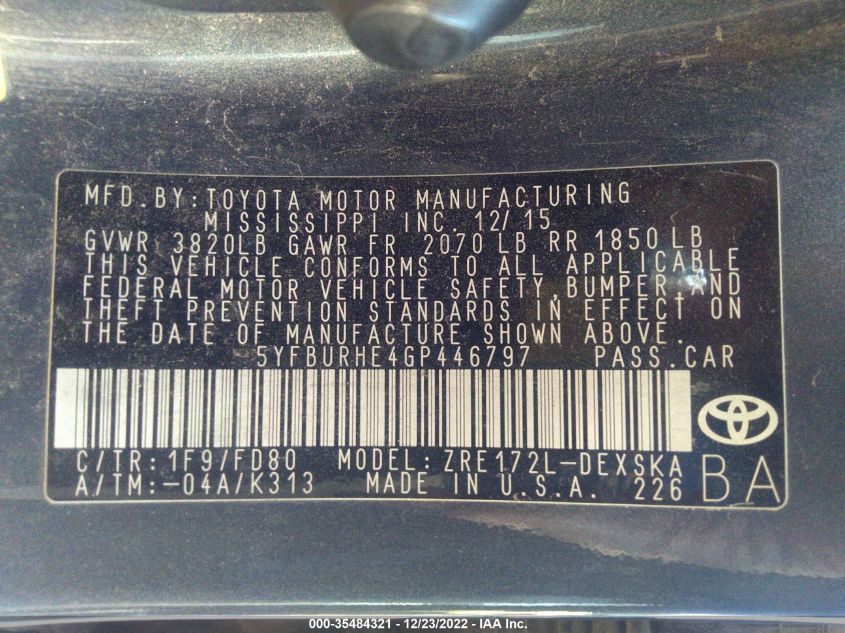 MFD.BY:TOYOTA MOTOR MANUFACTURING
MISSISSIPPI INC. 12/15
GVWR 3820LB GAWR FR 2070 LB RR 1850 LB
THIS VEHICLE CONFORMS TO ALL APPLICABLE
FEDERAL MOTOR VEHICLE SAFETY,BUMPER,AND
THEFT PREVENTION STANDARDS IN EFFECT ON
THE DATE OF MANUFACTURE SHOWN ABOVE.
5YFBURHE4GP446797 PASS.CAR
C/TR:1F9/FD80 MODEL:ZRE172L-DEXSKA
A/TM:-04A/K313 MADE IN U.S.A. 226 BA
000-35484321 - 12/23/2022 - IAA Inc.